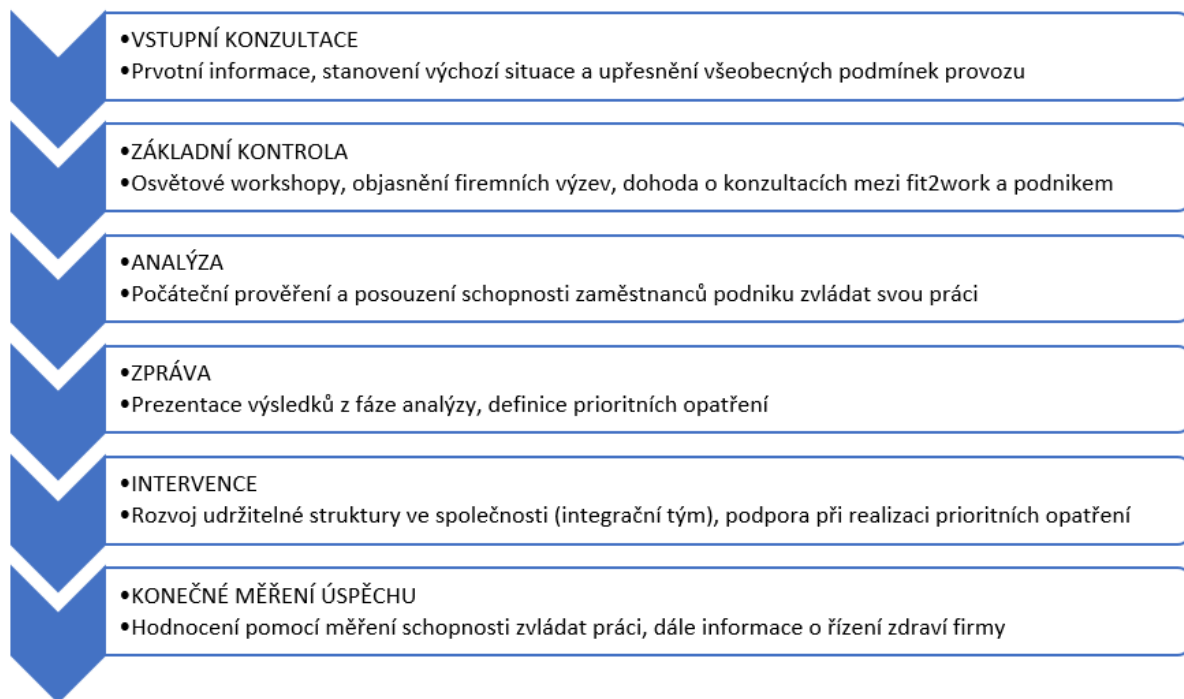 •VSTUPNÍ KONZULTACE
•Prvotní informace, stanovení výchozí situace a upřesnění všeobecných podmínek provozu
•ZÁKLADNÍ KONTROLA
•Osvětové workshopy, objasnění firemních výzev, dohoda o konzultacích mezi fit2work a podnikem
•ANALÝZA
•Počáteční prověření a posouzení schopnosti zaměstnanců podniku zvládat svou práci
•ZPRÁVA
•Prezentace výsledků z fáze analýzy, definice prioritních opatření
•INTERVENCE
•Rozvoj udržitelné struktury ve společnosti (integrační tým), podpora při realizaci prioritních opatření
•KONEČNÉ MĚŘENÍ ÚSPĚCHU
•Hodnocení pomocí měření schopnosti zvládat práci, dále informace o řízení zdraví firmy